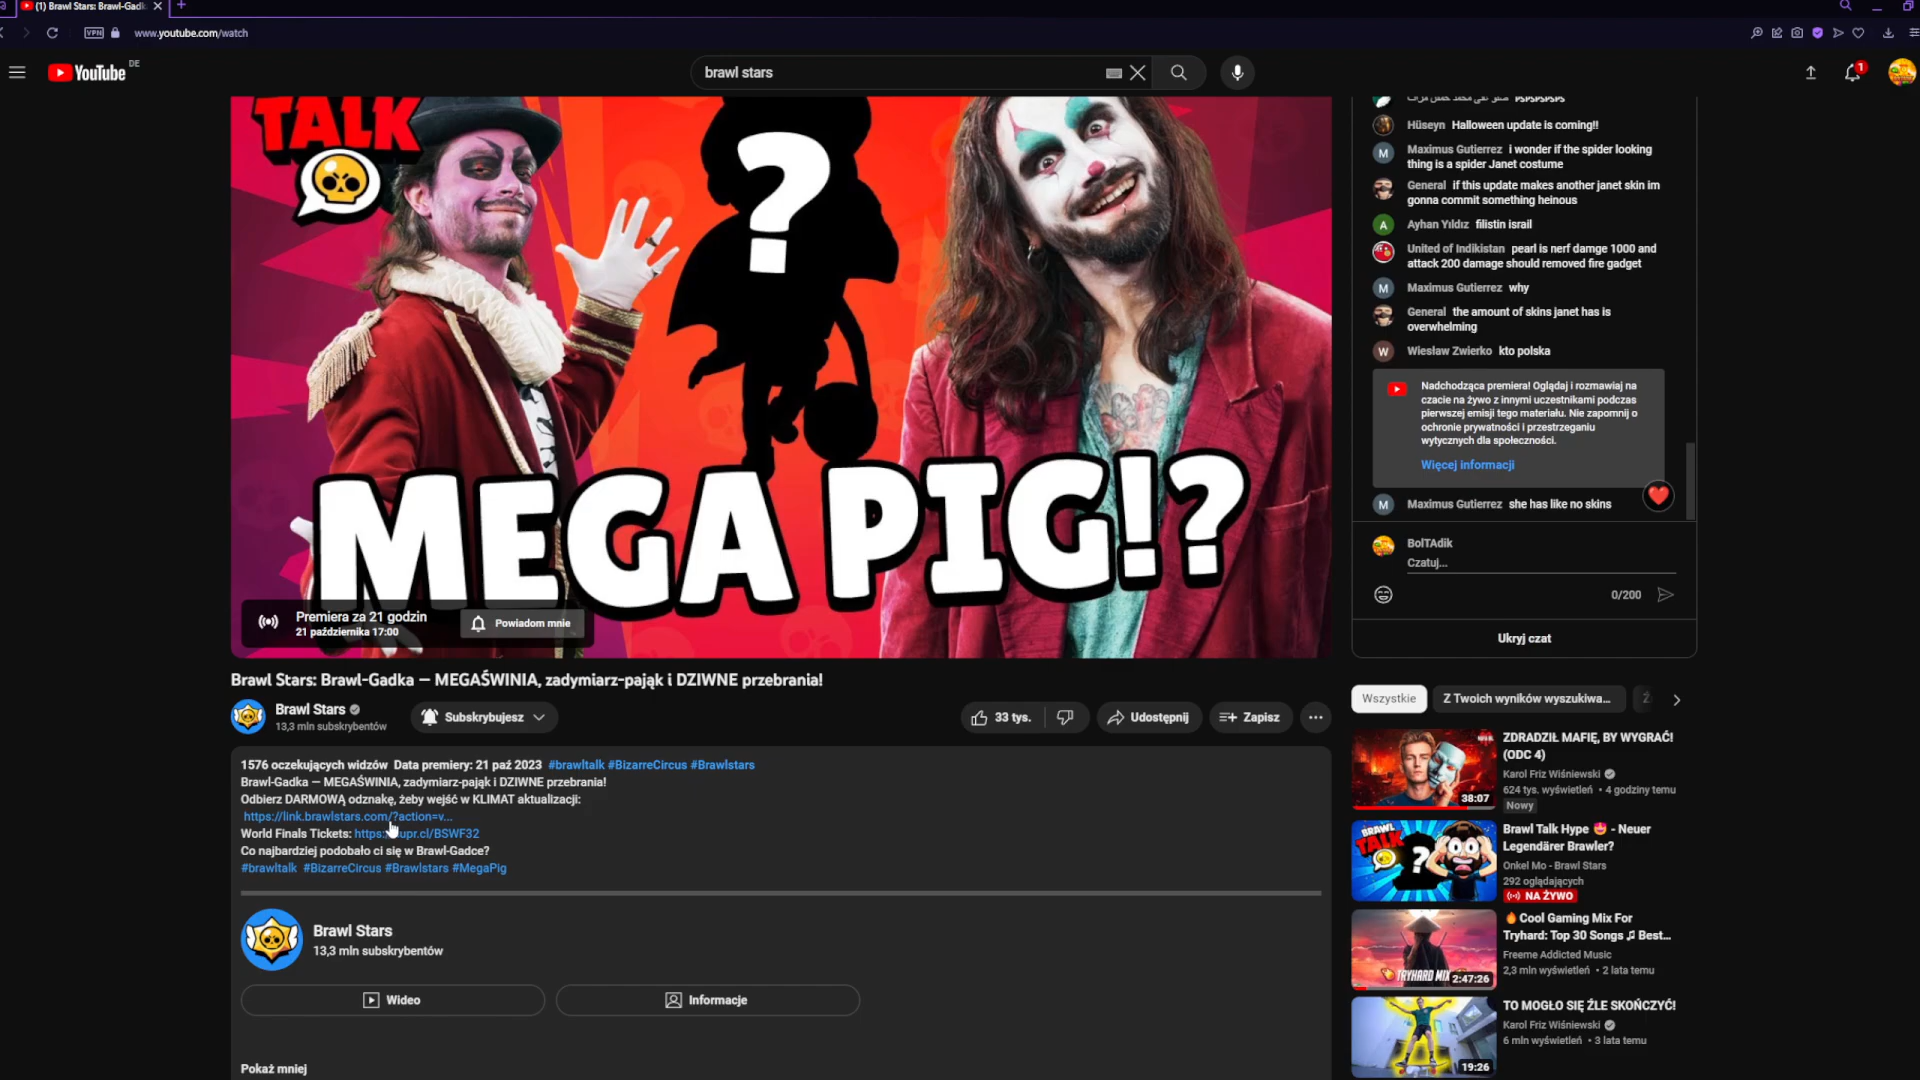 (1) Brawl Stars: Brawl-Gadk
VPN
www.youtube.com/watch
YouTube
DE
brawl stars
1
TALK
?
MEGA PIG!?
Premiera za 21 godzin
21 października 17:00
Powiadom mnie
Brawl Stars: Brawl-Gadka — MEGAŚWINIA, zadymiarz-pająk i DZIWNE przebrania!
Brawl Stars
13,3 mln subskrybentów
Subskrybujesz
33 tys.
Udostępnij
Zapisz
1576 oczekujących widzów Data premiery: 21 paź 2023 #brawltalk #BizarreCircus #Brawlstars
Brawl-Gadka — MEGAŚWINIA, zadymiarz-pająk i DZIWNE przebrania!
Odbierz DARMOWĄ odznakę, żeby wejść w KLIMAT aktualizacji:
https://link.brawlstars.com/?action=v...
World Finals Tickets: https: upr.cl/BSWF32
Co najbardziej podobało ci się w Brawl-Gadce?
#brawltalk #BizarreCircus #Brawlstars #MegaPig
Brawl Stars
13,3 mln subskrybentów
Wideo
Informacje
Pokaż mniej
PSPSPSPSPS
Hüseyn Halloween update is coming!!
M
Maximus Gutierrez i wonder if the spider looking
thing is a spider Janet costume
General if this update makes another janet skin im
gonna commit something heinous
A
Ayhan Yıldız filistin israil
United of Indikistan pearl is nerf damge 1000 and
attack 200 damage should removed fire gadget
M
Maximus Gutierrez why
General the amount of skins janet has is
overwhelming
W
Wiesław Zwierko kto polska
Nadchodząca premiera! Oglądaj i rozmawiaj na
czacie na żywo z innymi uczestnikami podczas
pierwszej emisji tego materiału. Nie zapomnij o
ochronie prywatności i przestrzeganiu
wytycznych dla społeczności.
Więcej informacji
M
Maximus Gutierrez she has like no skins
BolTAdik
Czatuj...
0/200
Ukryj czat
Wszystkie
Z Twoich wyników wyszukiwa...
38:07
ZDRADZIŁ MAFIĘ, BY WYGRAĆ!
(ODC 4)
Karol Friz Wiśniewski
624 tys. wyświetleń • 4 godziny temu
Nowy
BRAWL
TALK
?
Brawl Talk Hype 😍 - Neuer
Legendärer Brawler?
Onkel Mo - Brawl Stars
292 oglądających
NA ŻYWO
TRYHARD MIX
2:47:26
🔥Cool Gaming Mix For
Tryhard: Top 30 Songs ♫ Best...
Freeme Addicted Music
2,3 mln wyświetleń • 2 lata temu
19:26
TO MOGŁO SIĘ ŹLE SKOŃCZYĆ!
Karol Friz Wiśniewski
6 mln wyświetleń • 3 lata temu